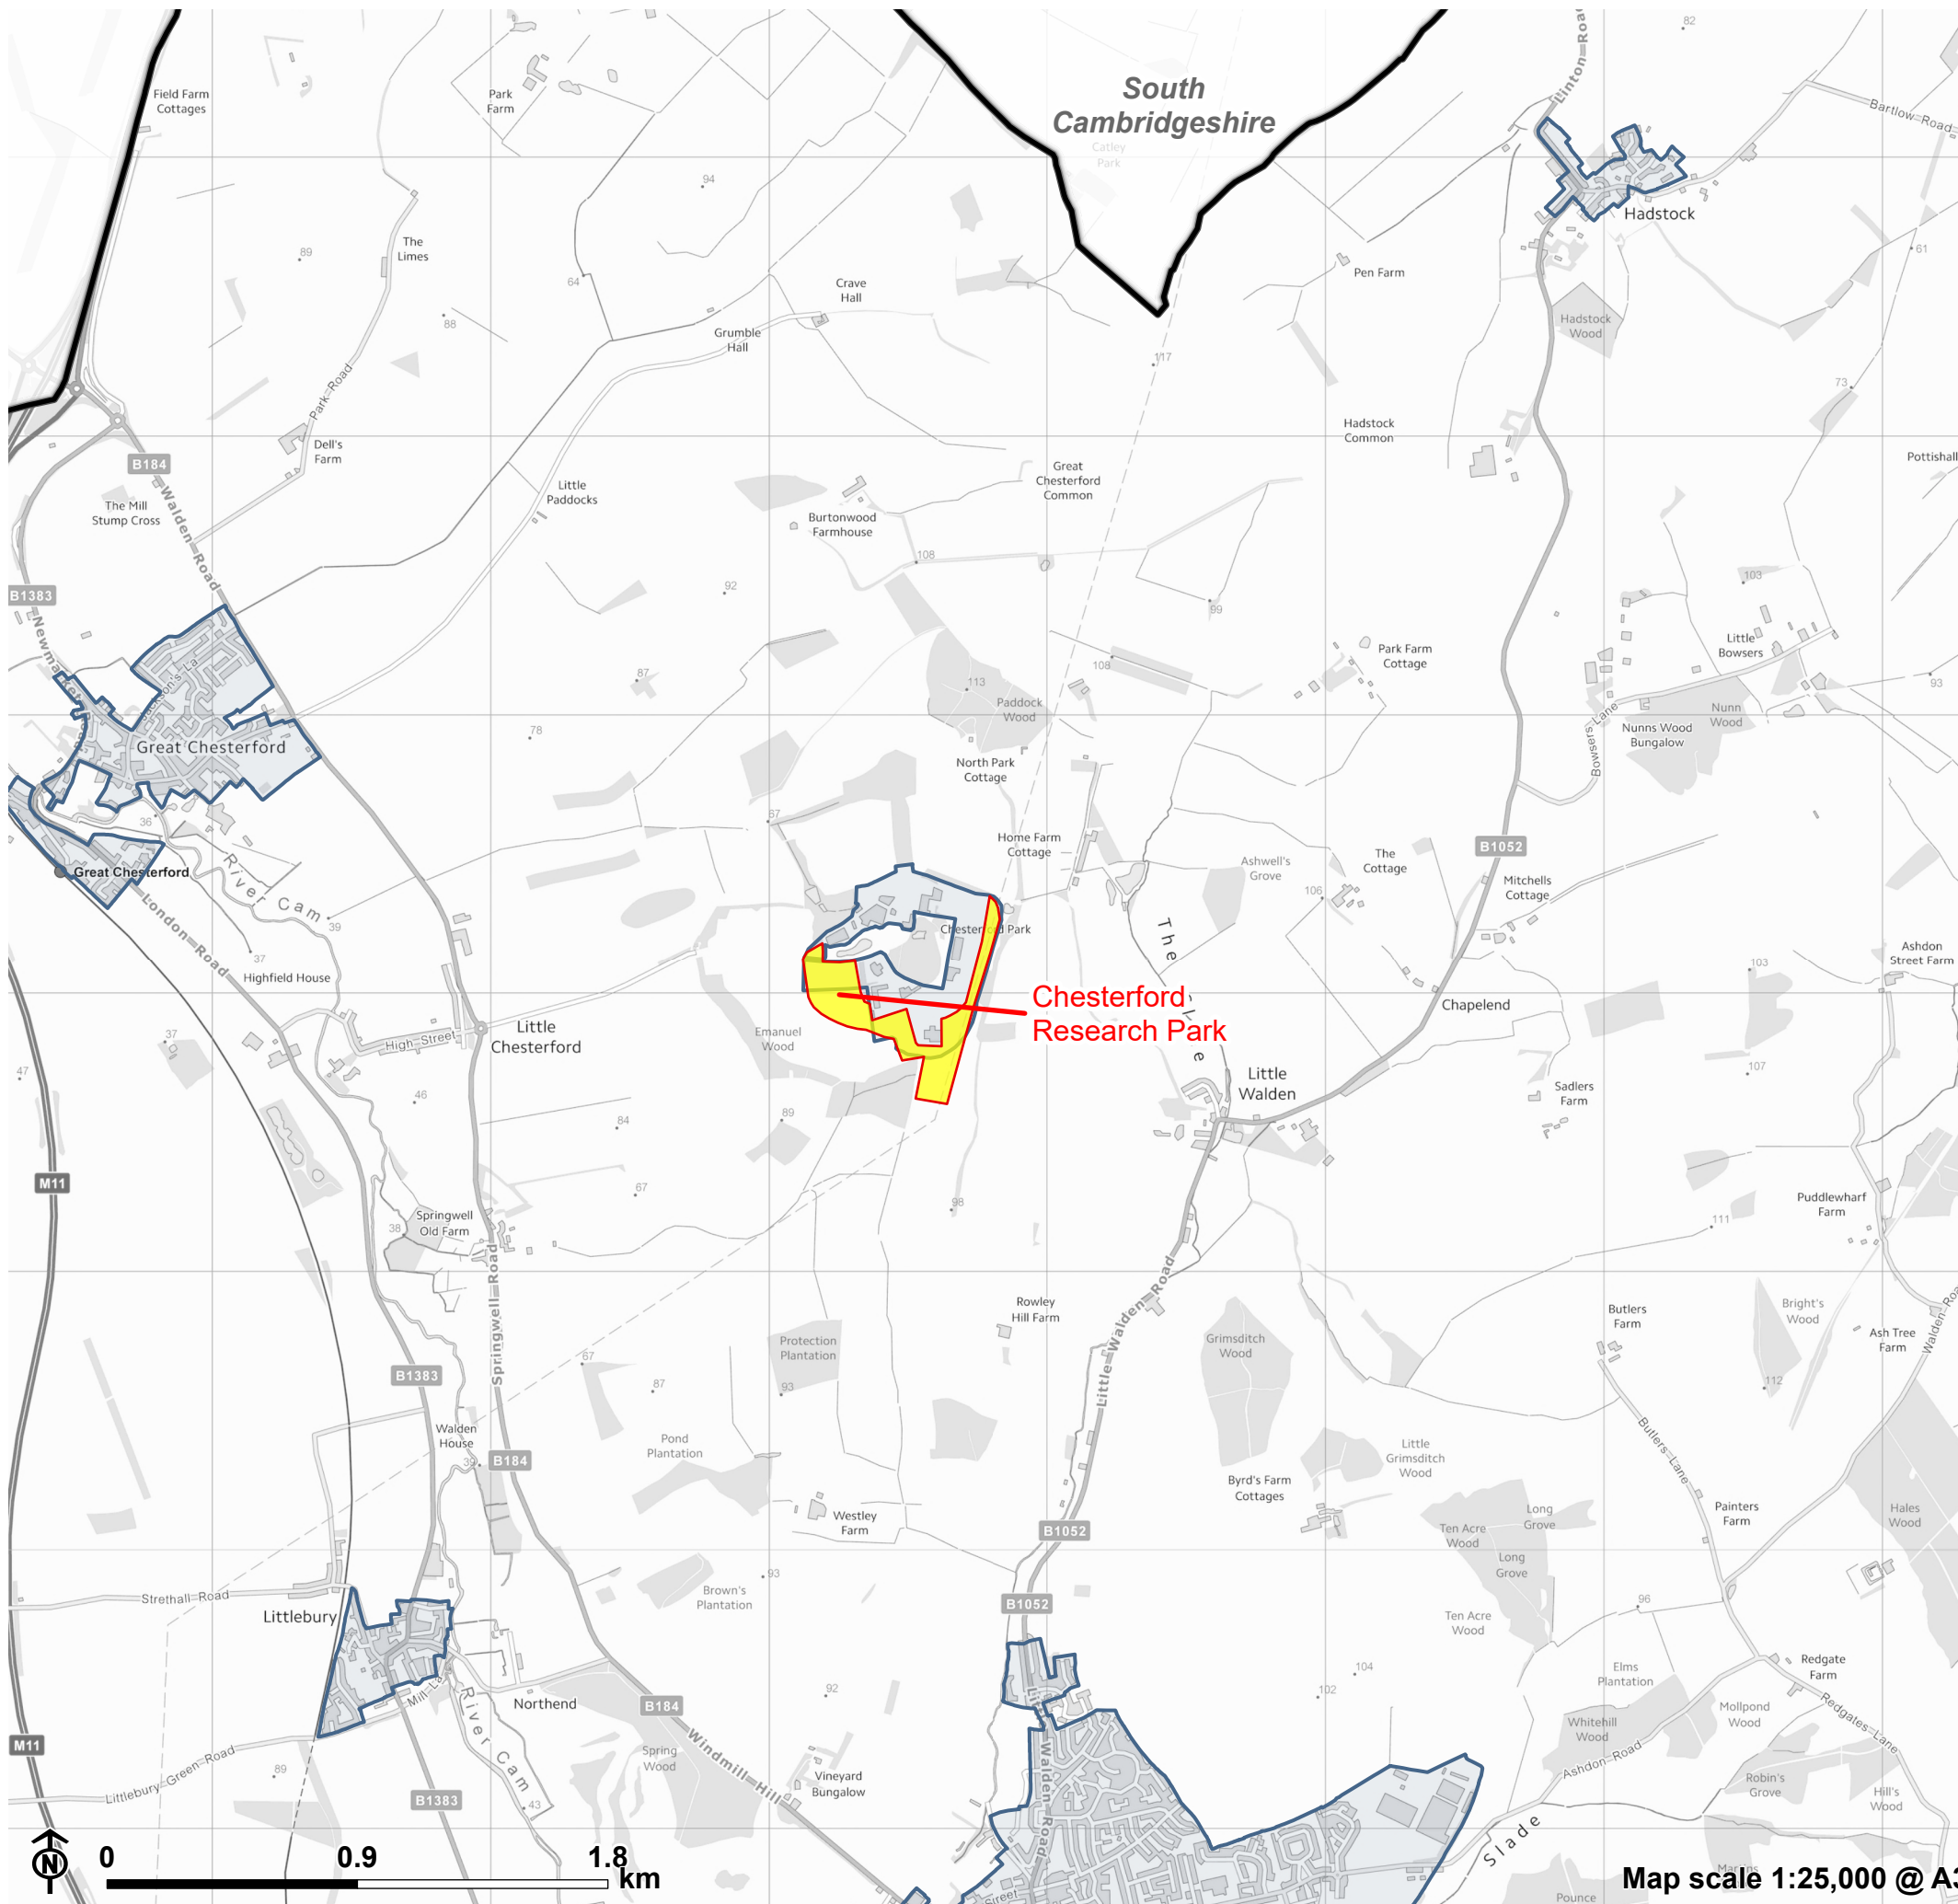 82
Linton Road
Field Farm
Cottages
Park
Farm
South
Cambridgeshire
Catley
Park
Bartlow Road
94
Hadstock
The
Limes
89
61
64
Crave
Hall
Pen Farm
88
Grumble
Hall
Hadstock
Wood
117
73
Park Road
Hadstock
Common
Dell's
Farm
B184
Great
Chesterford
Common
Pottishall
Little
Paddocks
The Mill
Stump Cross
Walden Road
Burtonwood
Farmhouse
108
92
103
B1383
99
Newmarket
Little
Bowsers
Park Farm
Cottage
108
87
113
93
Jackson's La
Paddock
Wood
Nunn
Wood
Nunns Wood
Bungalow
Bowsers Lane
78
Great Chesterford
North Park
Cottage
67
36
Home Farm
Cottage
B1052
The
Cottage
Ashwell's
Grove
Great Chesterford
River Cam
Mitchells
Cottage
106
London Road
39
Chesterford Park
The Slade
Ashdon
Street Farm
37
Highfield House
103
Chesterford
Research Park
Chapelend
Little
Chesterford
Emanuel
Wood
37
High Street
47
Little
Walden
107
Sadlers
Farm
46
89
84
M11
67
98
Puddlewharf
Farm
Springwell
Old Farm
38
111
Springwell Road
Little Walden Road
Rowley
Hill Farm
Butlers
Farm
Bright's
Wood
Protection
Plantation
Grimsditch
Wood
Ash Tree
Farm
Walden Roa
67
B1383
87
93
112
Walden
House
Pond
Plantation
Little
Grimsditch
Wood
Butlers Lane
39
B184
Byrd's Farm
Cottages
Westley
Farm
Long
Grove
Painters
Farm
Hales
Wood
B1052
Ten Acre
Wood
Long
Grove
93
Brown's
Plantation
Strethall Road
B1052
96
Littlebury
Ten Acre
Wood
Redgate
Farm
104
Elms
Plantation
92
102
Mill La
Northend
B184
Mollpond
Wood
Redgates Lane
Whitehill
Wood
River Cam
M11
Windmill Hill
Spring
Wood
Little Walden Road
Ashdon Road
Littlebury Green Road
89
Vineyard
Bungalow
Robin's
Grove
Hill's
Wood
B1383
43
Slade
N
0
0.9
1.8
km
Map scale 1:25,000 @ A3
Street
Pounce